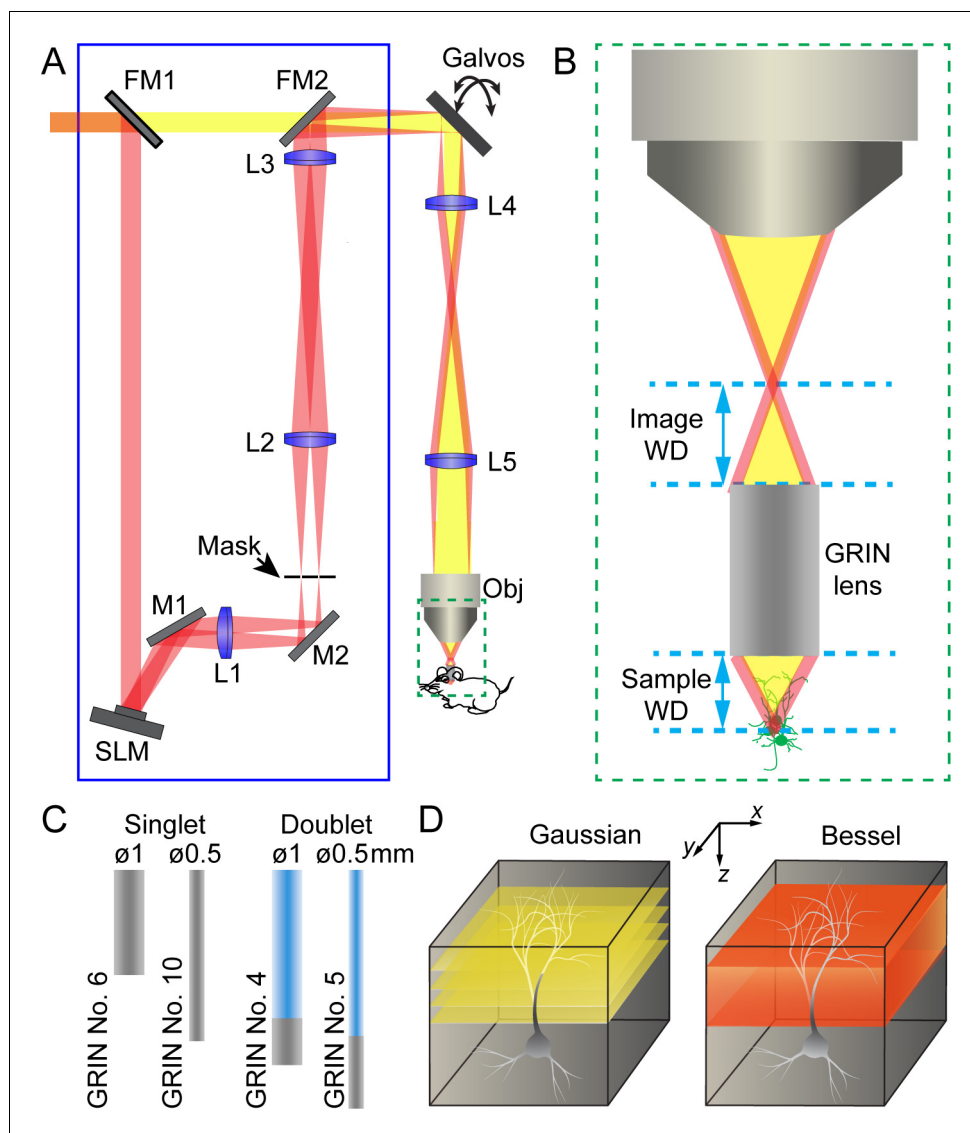 A
FM1
FM2
Galvos
L3
L4
L2
L5
Mask
M1
L1
M2
Obj
SLM
B
Image
WD
GRIN
lens
Sample
WD
C
Singlet
Doublet
ø1
ø0.5
ø1
ø0.5mm
GRIN No. 6
GRIN No. 10
GRIN No. 4
GRIN No. 5
D
Gaussian
Bessel
x
y
z